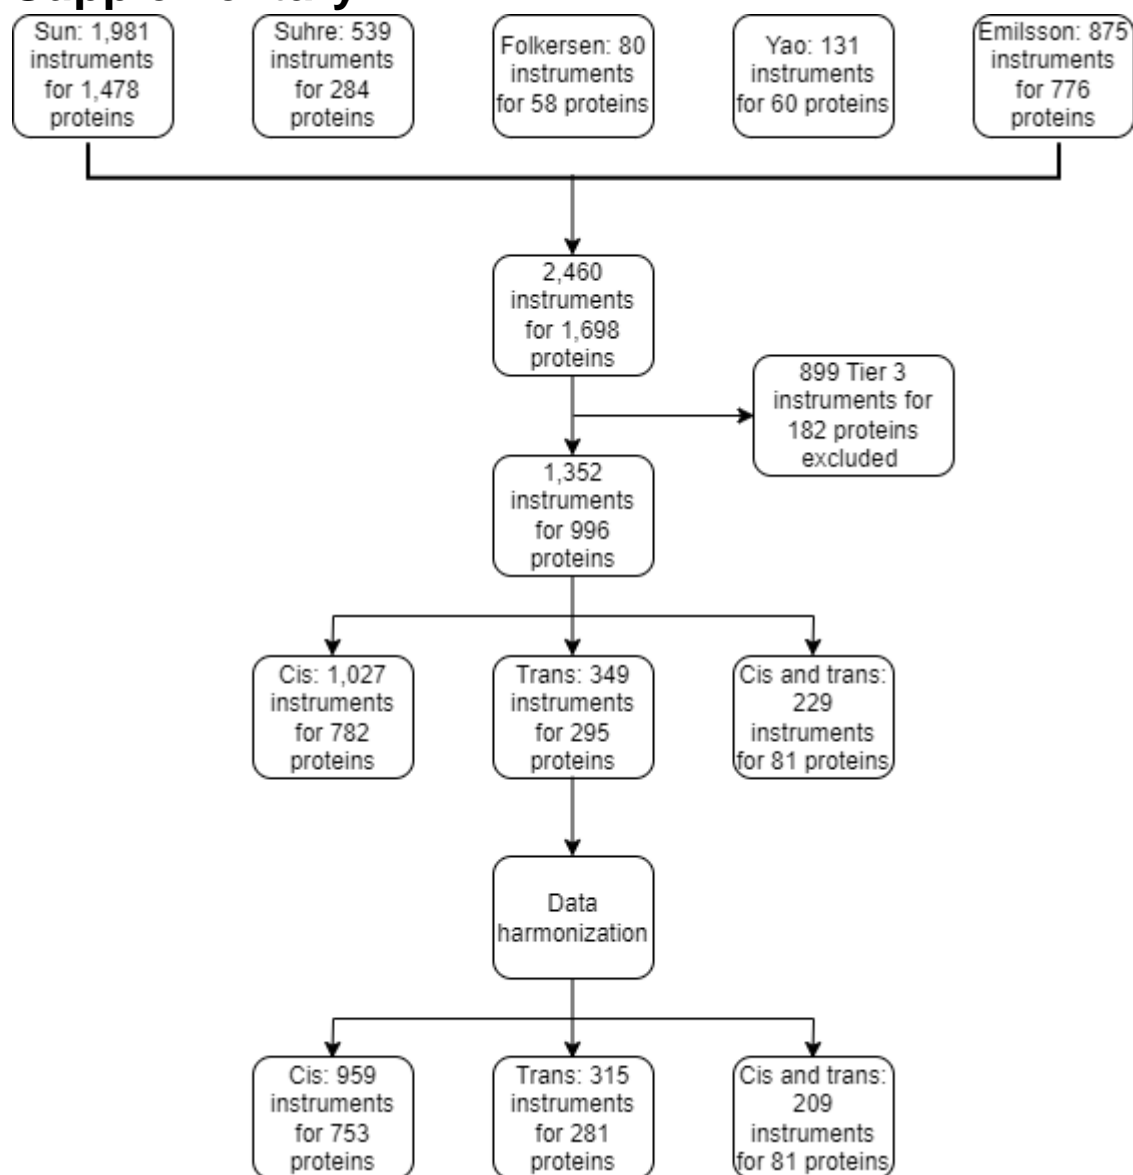 Supplementary
Sun: 1,981
instruments
for 1,478
proteins
Suhre: 539
instruments
for 284
proteins
Folkersen: 80
instruments
for 58 proteins
Yao: 131
instruments
for 60 proteins
Emilsson: 875
instruments
for 776
proteins
2,460
instruments
for 1,698
proteins
899 Tier 3
instruments for
182 proteins
excluded
1,352
instruments
for 996
proteins
Cis: 1,027
instruments
for 782
proteins
Trans: 349
instruments
for 295
proteins
Cis and trans:
229
instruments
for 81 proteins
Data
harmonization
Cis: 959
instruments
for 753
proteins
Trans: 315
instruments
for 281
proteins
Cis and trans:
209
instruments
for 81 proteins